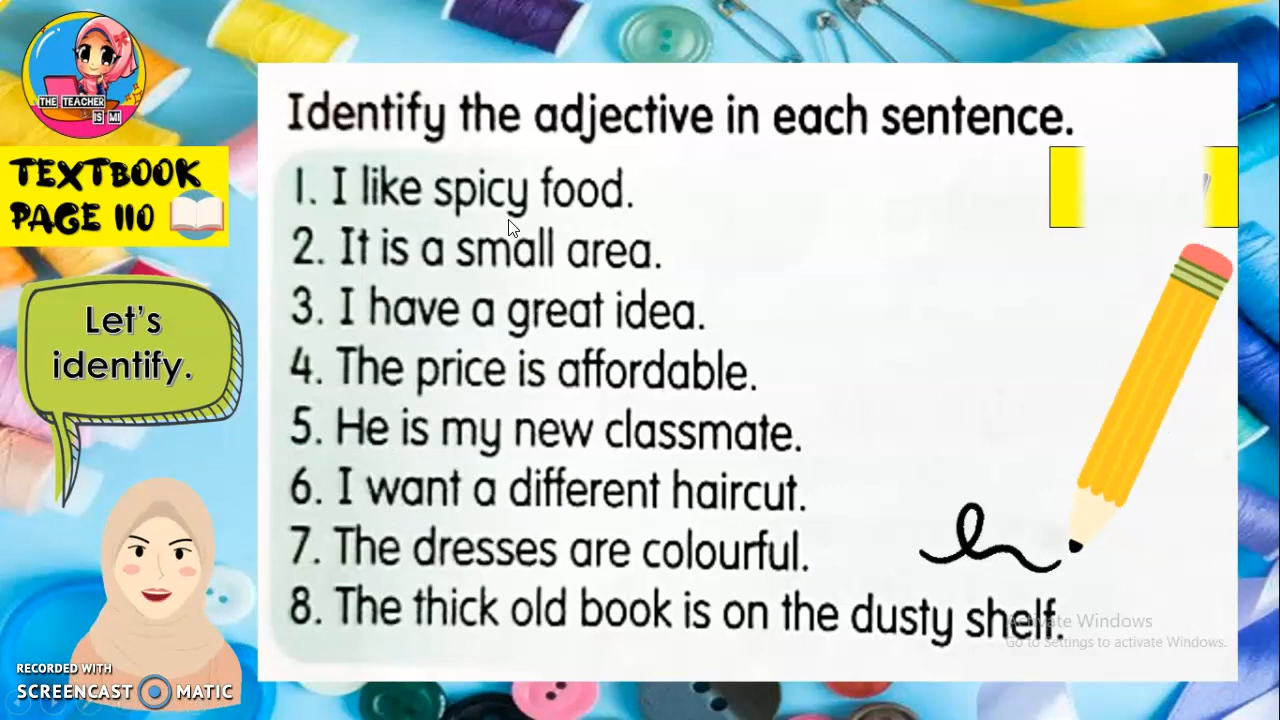 THE TEACHER
IS MI
TEXTBOOK
PAGE 110
Let's
identify.
Identify the adjective in each sentence.
1. I like spicy food.
2. It is a small area.
3. I have a great idea.
4. The price is affordable.
5. He is my new classmate.
6. I want a different haircut.
7. The dresses are colourful.
8. The thick old book is on the dusty shelf.
Activate Windows
Go to Settings to activate Windows.
RECORDED WITH
SCREENCAST MATIC